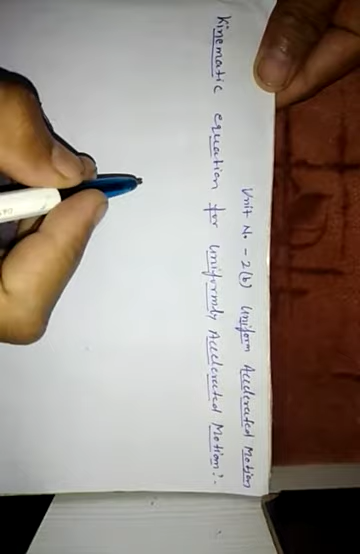 Unit No - 2(b) Uniform Accelerated Motion
Kinematic equation for Uniformly Accelerated Motion:-